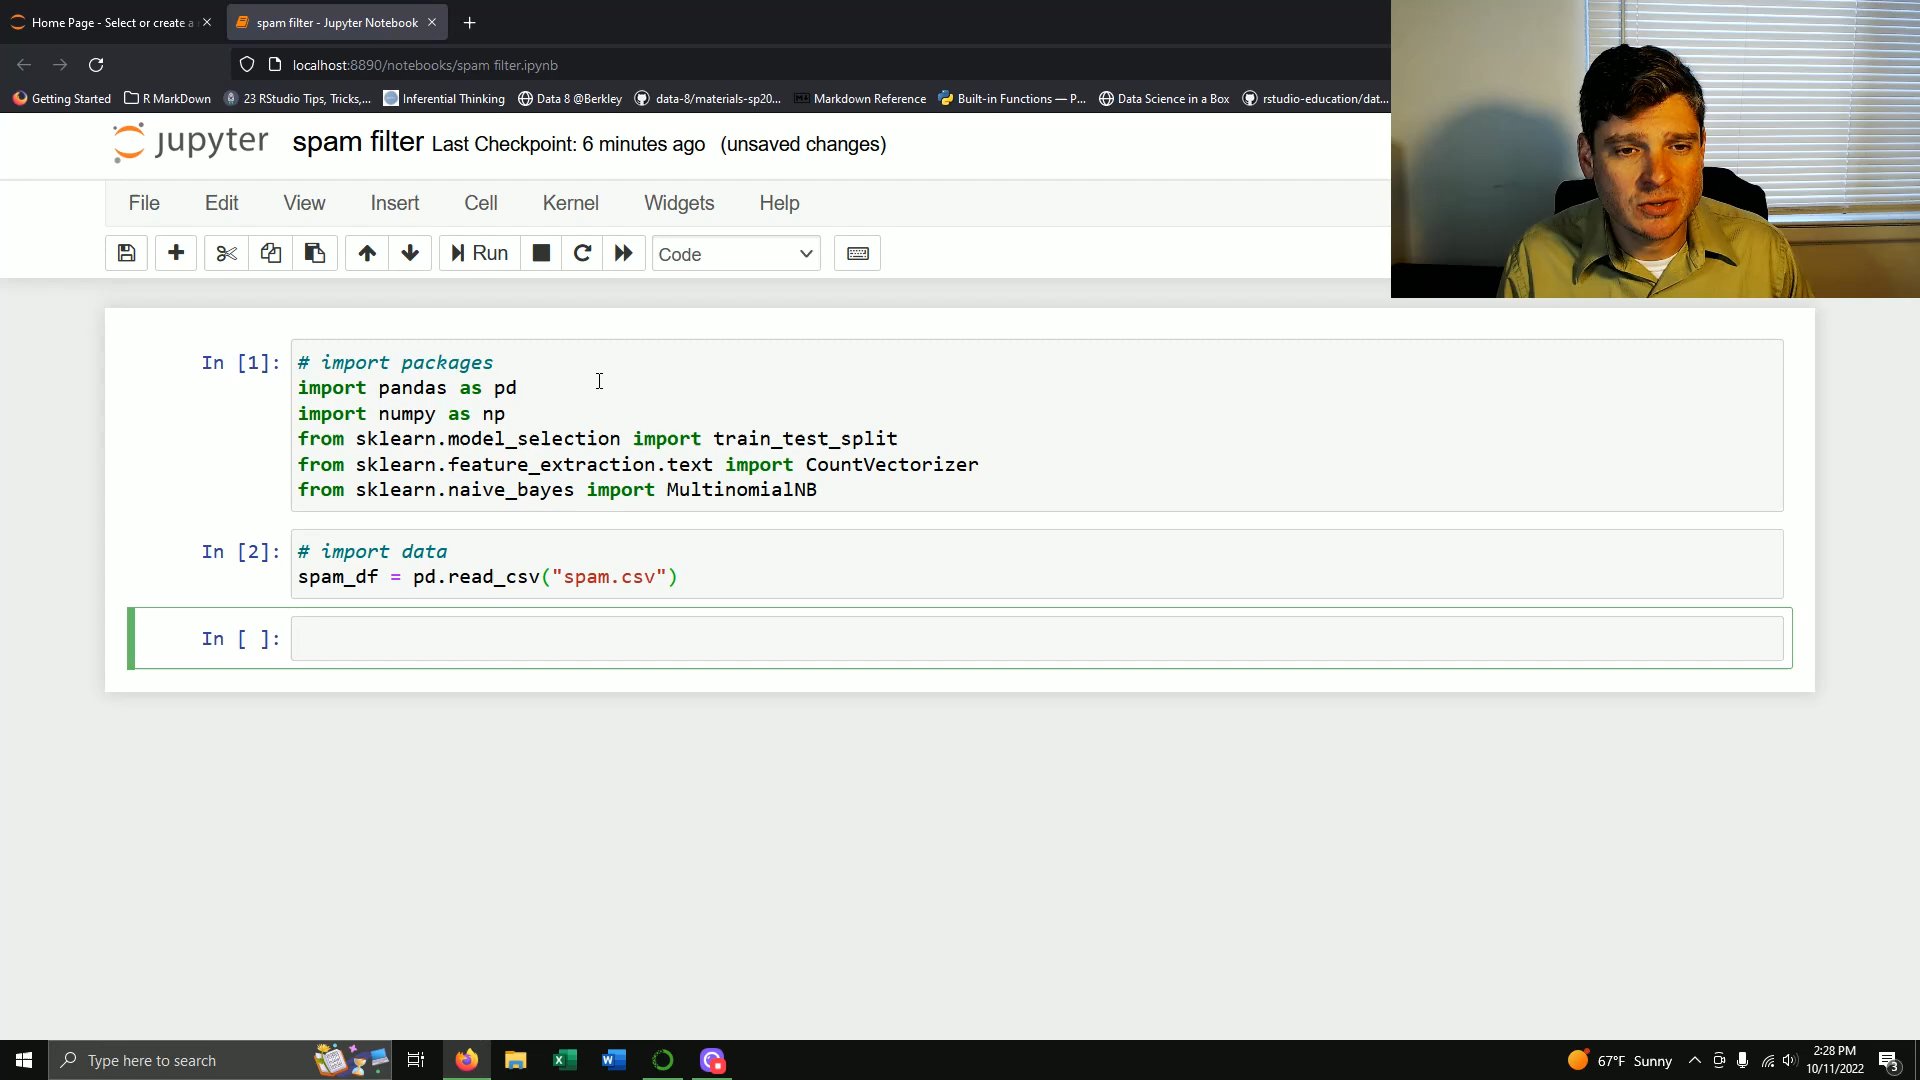 Home Page - Select or create a
spam filter - Jupyter Notebook
localhost:8890/notebooks/spam filter.ipynb
Getting Started
R MarkDown
23 RStudio Tips, Tricks,...
Inferential Thinking
Data 8 @Berkley
data-8/materials-sp20...
Markdown Reference
Built-in Functions — P...
Data Science in a Box
rstudio-education/dat...
jupyter spam filter Last Checkpoint: 6 minutes ago (unsaved changes)
File Edit View Insert Cell Kernel Widgets Help
Run Code
In [1]: # import packages
import pandas as pd
import numpy as np
from sklearn.model_selection import train_test_split
from sklearn.feature_extraction.text import CountVectorizer
from sklearn.naive_bayes import MultinomialNB
In [2]: # import data
spam_df = pd.read_csv("spam.csv")
In [ ]:
Type here to search
67°F Sunny
2:28 PM
10/11/2022
3